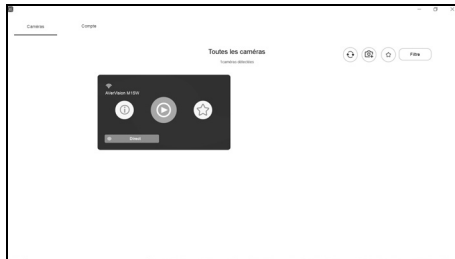 Caméras Compte
Toutes les caméras
1caméras détectées
Filtre
AVerVision M15W
Direct